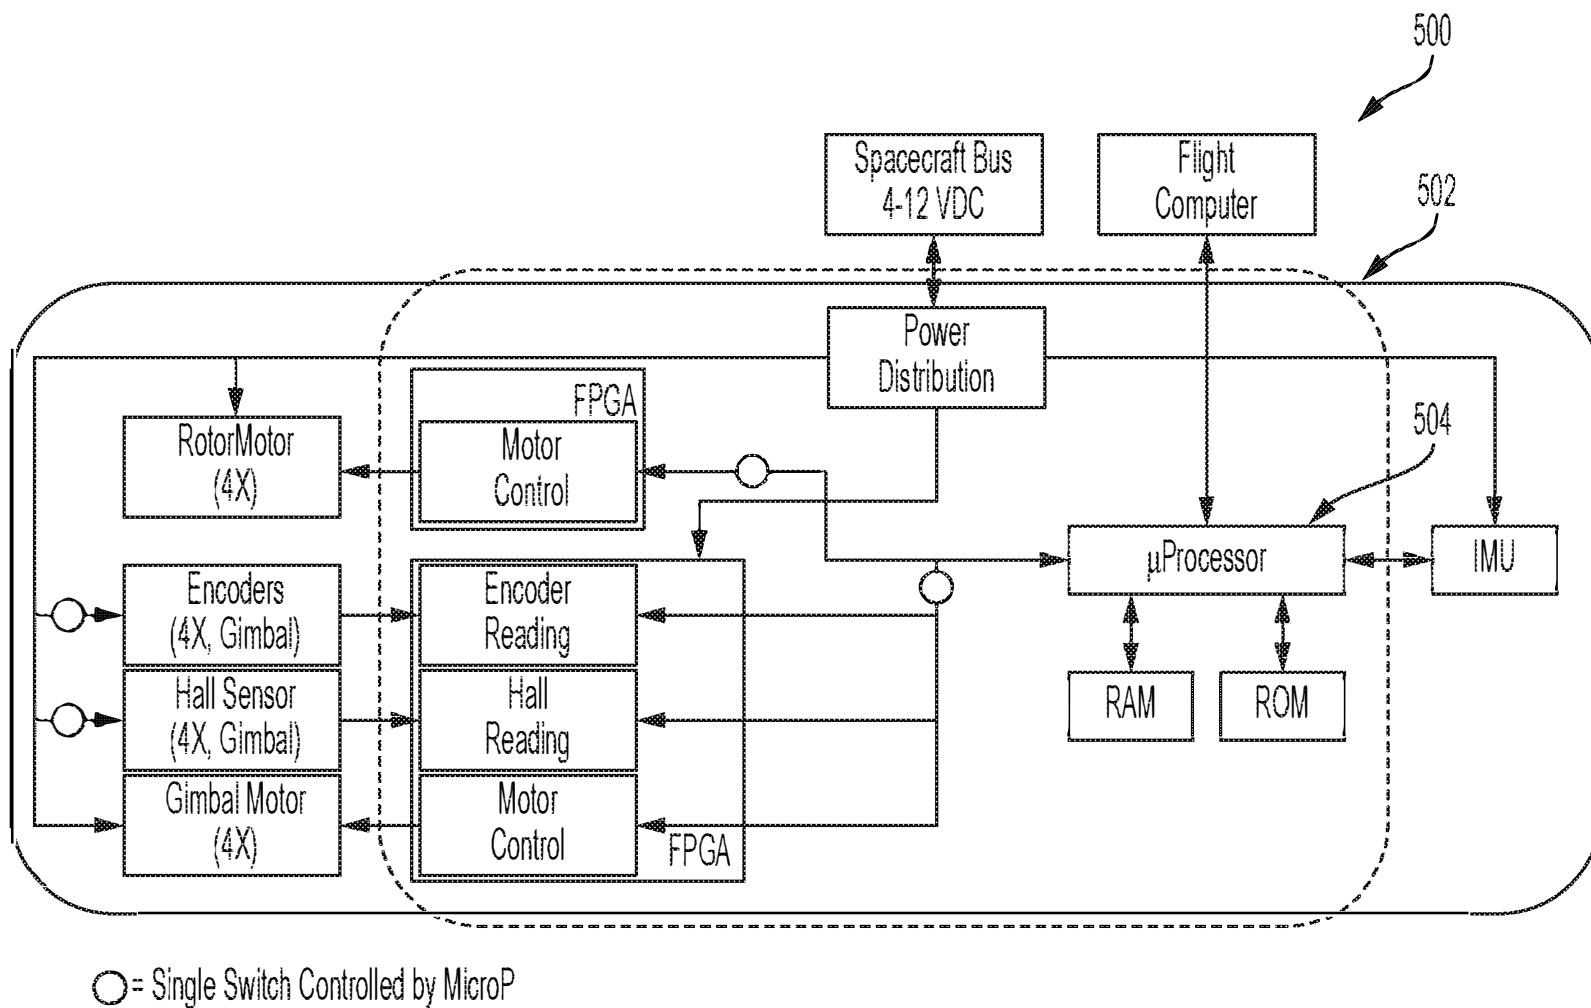 500
Spacecraft Bus
4-12 VDC
Flight
Computer
502
Power
Distribution
FPGA
RotorMotor
(4X)
Motor
Control
504
Encoders
(4X, Gimbal)
Encoder
Reading
μProcessor
IMU
Hall Sensor
(4X, Gimbal)
Hall
Reading
RAM
ROM
Gimbal Motor
(4X)
Motor
Control
FPGA
= Single Switch Controlled by MicroP